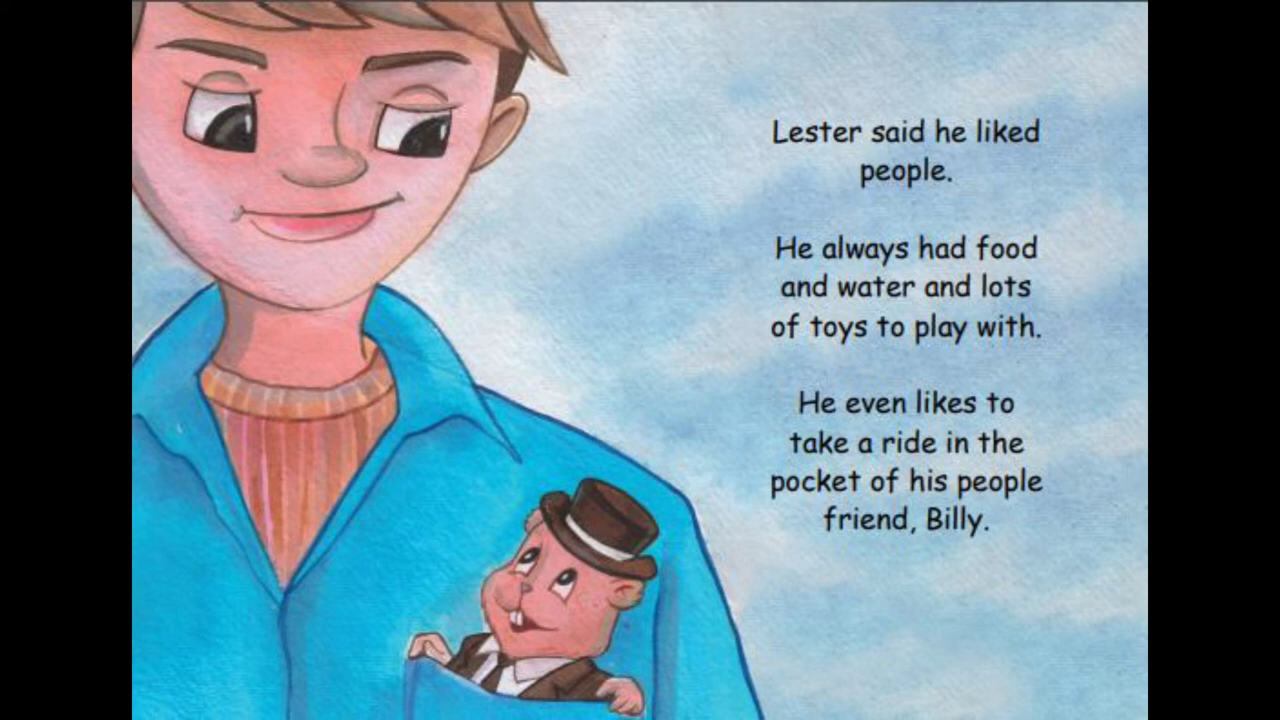 Lester said he liked
people.
He always had food
and water and lots
of toys to play with.
He even likes to
take a ride in the
pocket of his people
friend, Billy.